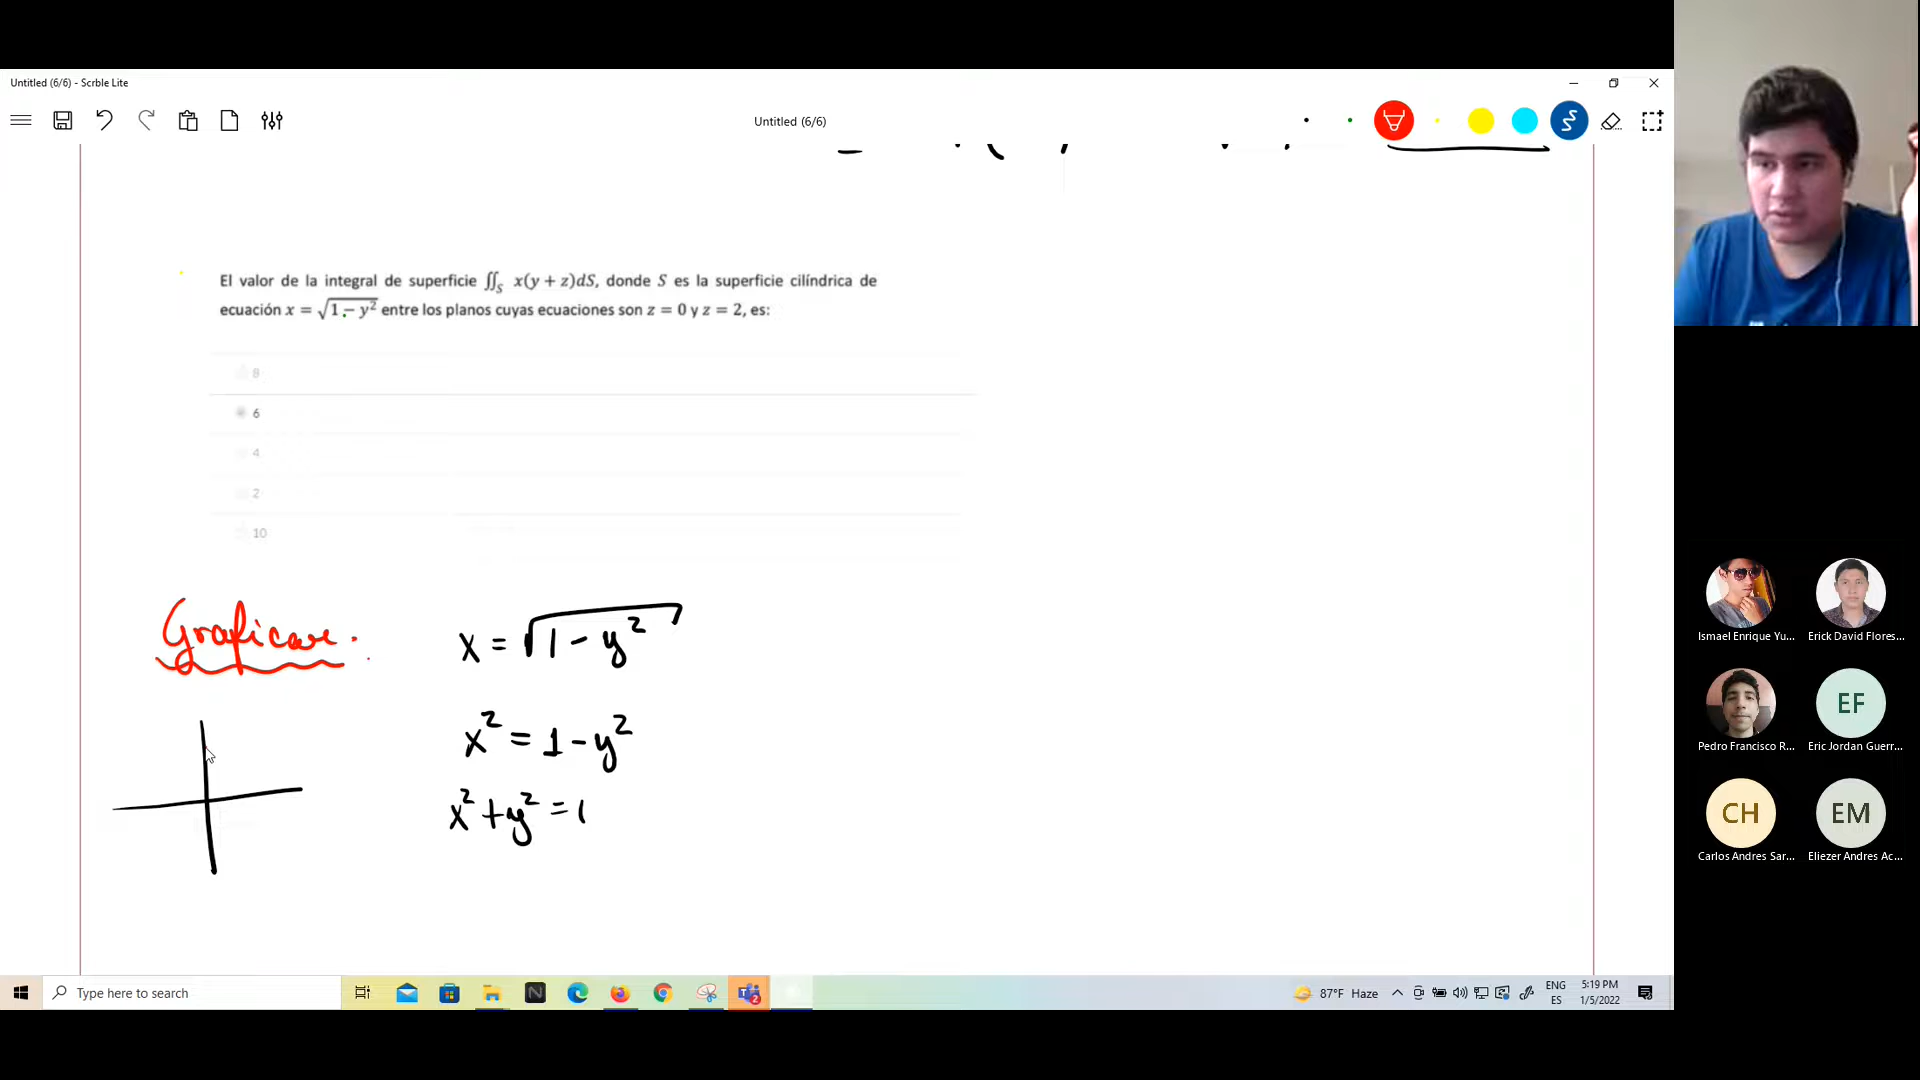 Untitled (6/6) - Scrble Lite
Untitled (6/6)
El valor de la integral de superficie ∬_S x(y + z)dS, donde S es la superficie cilíndrica de
ecuación x = √(1 − y²) entre los planos cuyas ecuaciones son z = 0 y z = 2, es:
8
6
4
2
10
Graficar.
x = √(1 − y²)
x² = 1 − y²
x² + y² = 1
Ismael Enrique Yu...
Erick David Flores...
Pedro Francisco R...
EF
Eric Jordan Guerr...
CH
Carlos Andres Sar...
EM
Eliezer Andres Ac...
Type here to search
N
T
2
87°F Haze
ENG
ES
5:19 PM
1/5/2022